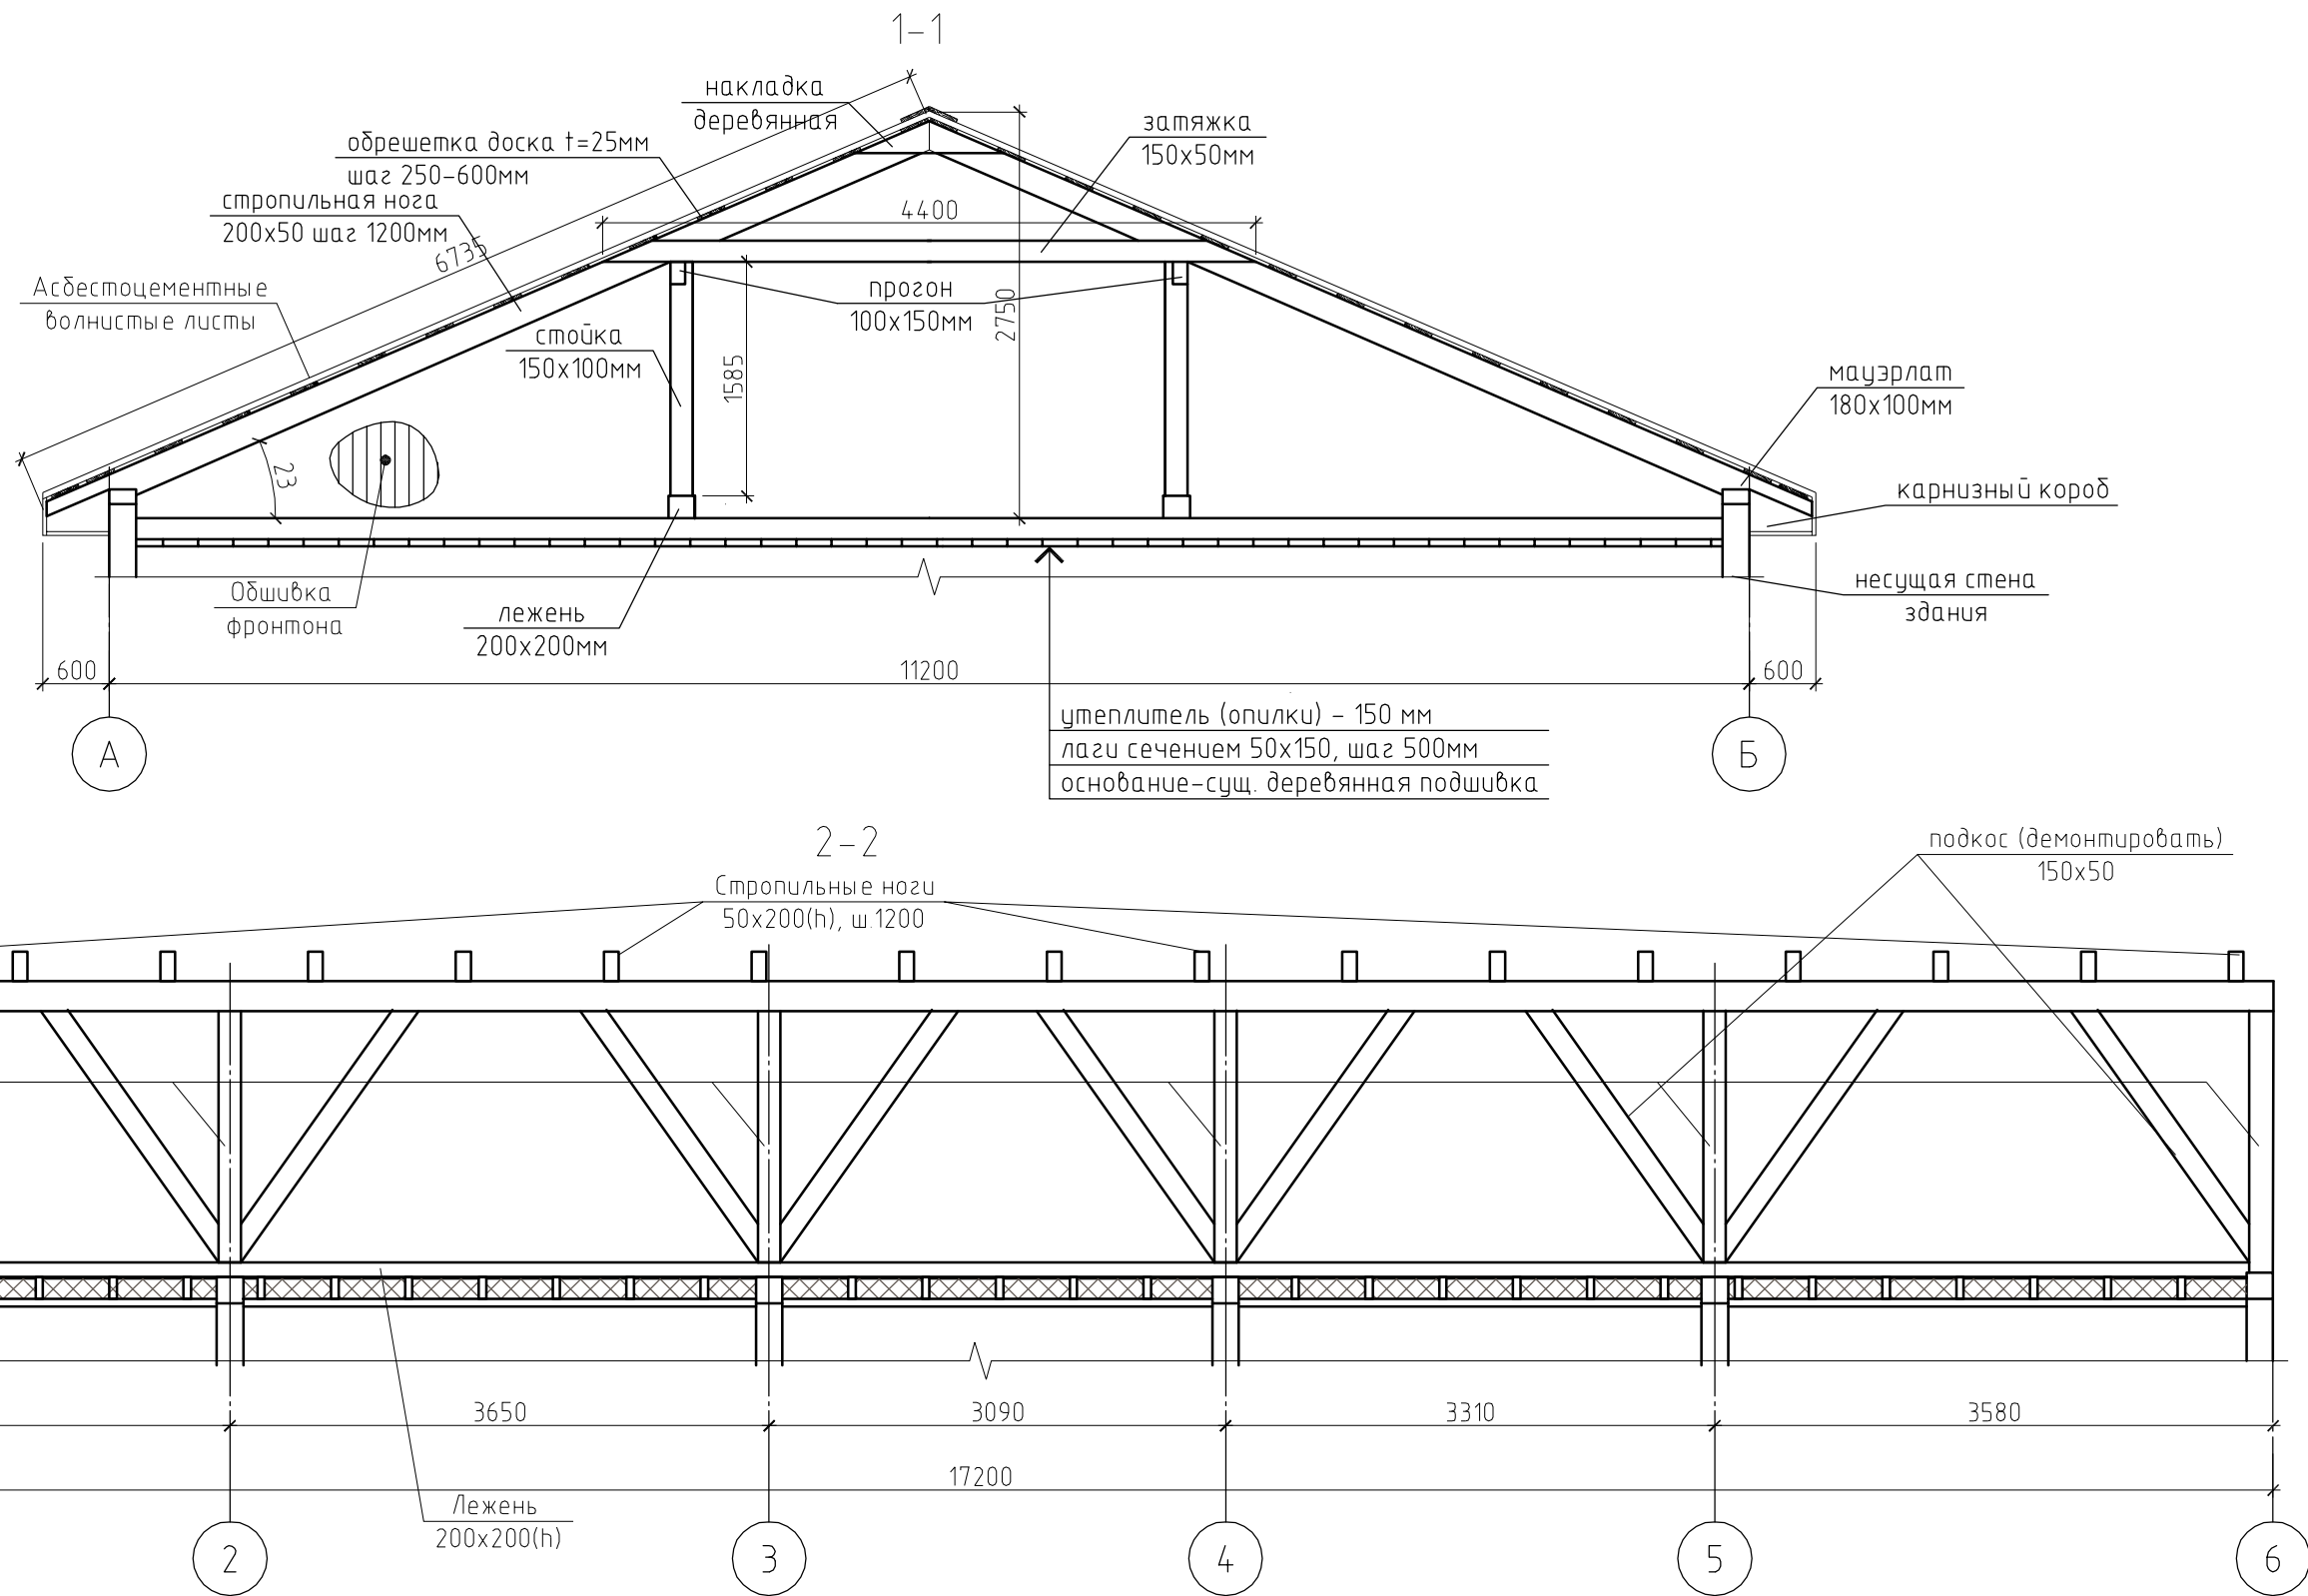 1-1
накладка
деревянная
обрешетка доска t=25мм
шаг 250-600мм
затяжка
150х50мм
стропильная нога
200х50 шаг 1200мм
4400
6735
Асбестоцементные
волнистые листы
прогон
100х150мм
2750
стойка
150х100мм
1585
мауэрлат
180х100мм
23
карнизный короб
Обшивка
фронтона
лежень
200х200мм
несущая стена
здания
600
11200
600
утеплитель (опилки) - 150 мм
лаги сечением 50х150, шаг 500мм
основание-сущ. деревянная подшивка
А
Б
2-2
подкос (демонтировать)
150х50
Стропильные ноги
50х200(h), ш.1200
3650
3090
3310
3580
17200
Лежень
200х200(h)
2
3
4
5
6